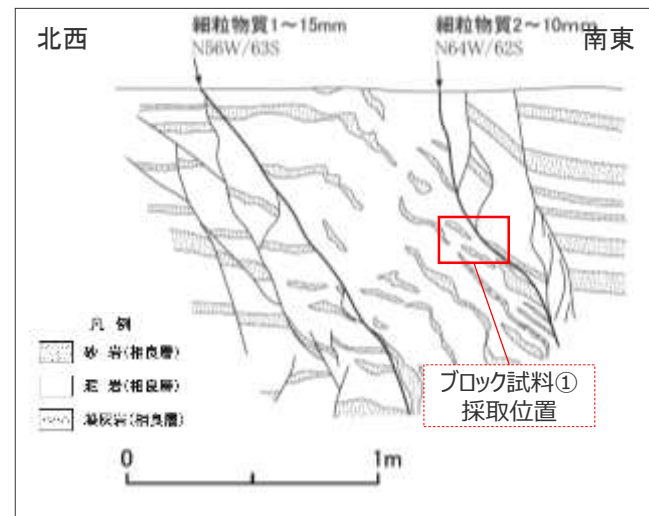 北西
細粒物質1～15mm
N56W/63S
細粒物質2～10mm
N64W/62S
南東
凡 例
砂 岩(相良層)
泥 岩(相良層)
凝灰岩(相良層)
ブロック試料①
採取位置
0
1m